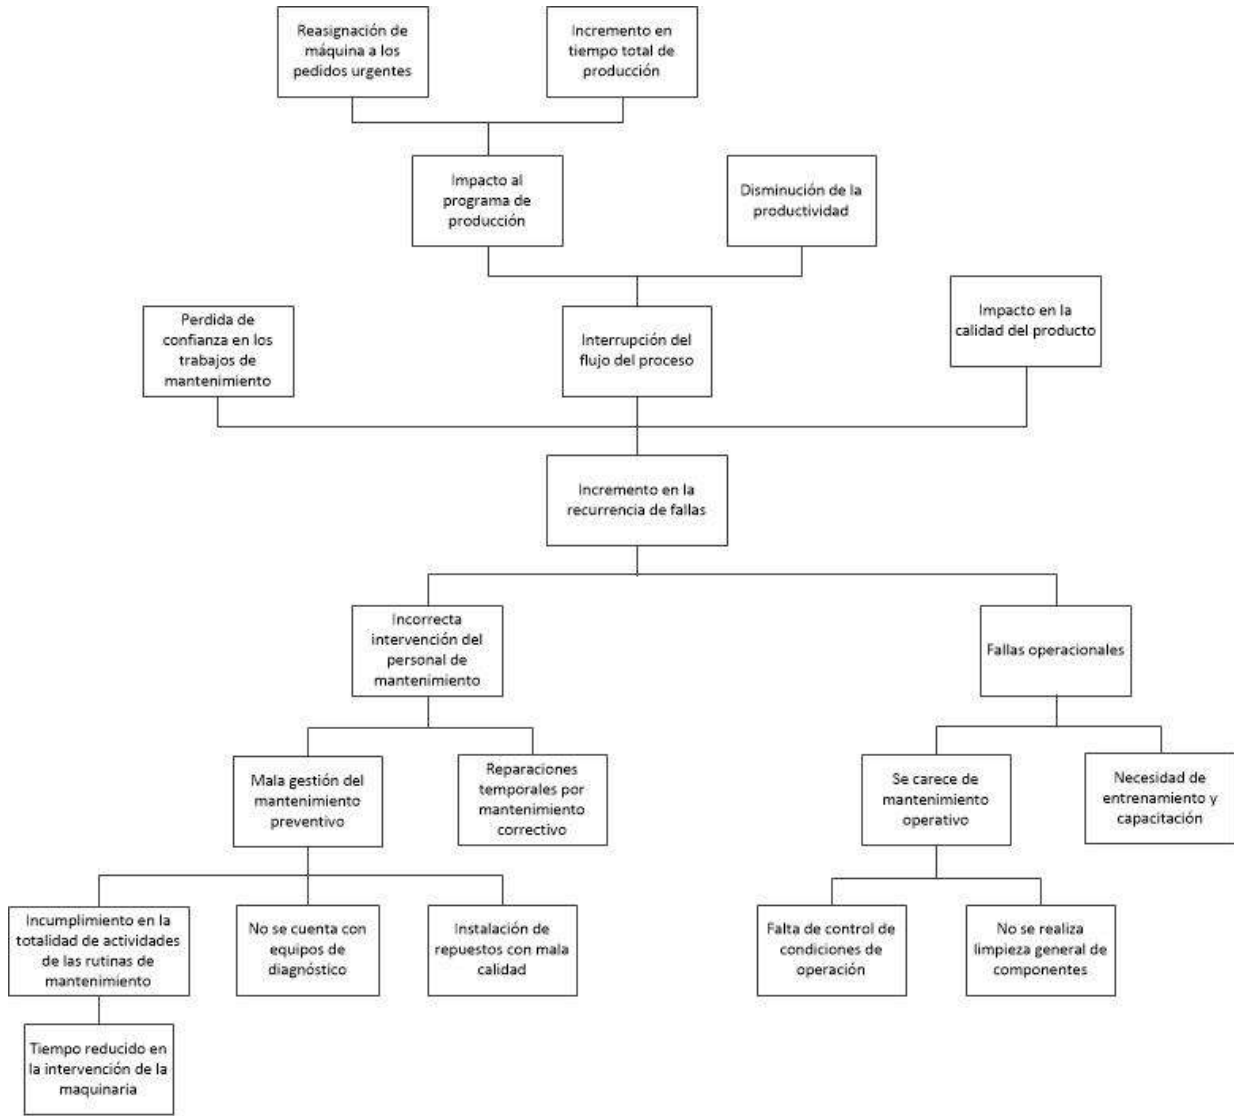 Reasignación de
máquina a los
pedidos urgentes
Incremento en
tiempo total de
producción
Impacto al
programa de
producción
Disminución de la
productividad
Perdida de
confianza en los
trabajos de
mantenimiento
Interrupción del
flujo del proceso
Impacto en la
calidad del producto
Incremento en la
recurrencia de fallas
Incorrecta
intervención del
personal de
mantenimiento
Fallas operacionales
Mala gestión del
mantenimiento
preventivo
Reparaciones
temporales por
mantenimiento
correctivo
Se carece de
mantenimiento
operativo
Necesidad de
entrenamiento y
capacitación
Incumplimiento en la
totalidad de actividades
de las rutinas de
mantenimiento
No se cuenta con
equipos de
diagnóstico
Instalación de
repuestos con mala
calidad
Falta de control de
condiciones de
operación
No se realiza
limpieza general de
componentes
Tiempo reducido en
la intervención de la
maquinaria